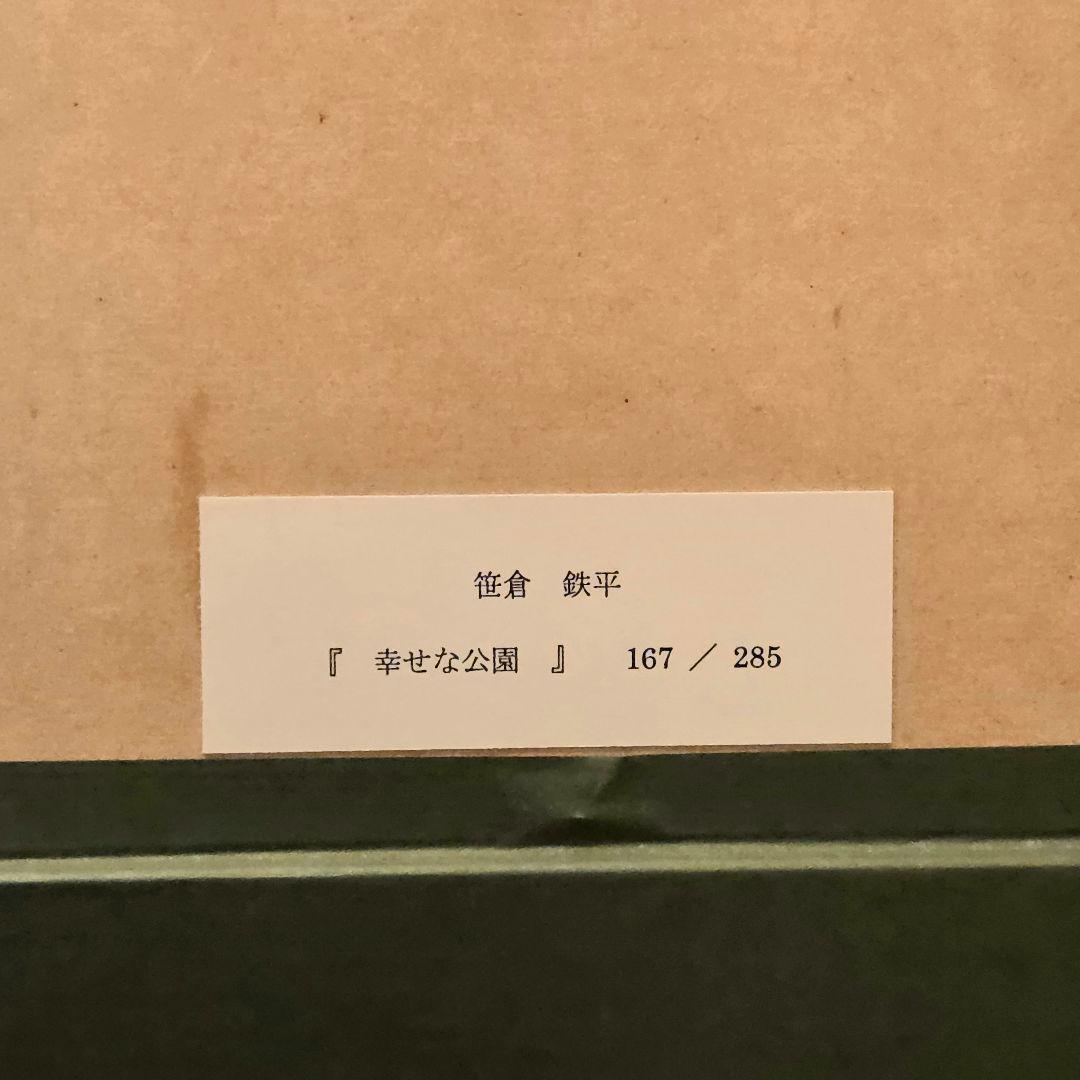 笹倉　鉄平
『　幸せな公園　』　　167 ／ 285